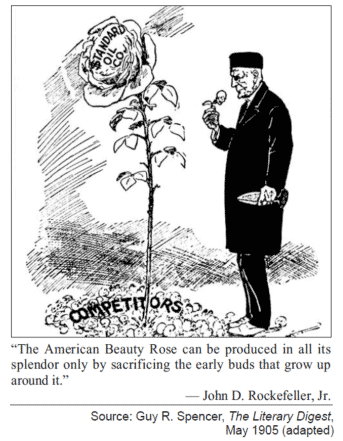 STANDARD
OIL
CO.
COMPETITORS
“The American Beauty Rose can be produced in all its
splendor only by sacrificing the early buds that grow up
around it.”
— John D. Rockefeller, Jr.
Source: Guy R. Spencer, The Literary Digest,
May 1905 (adapted)